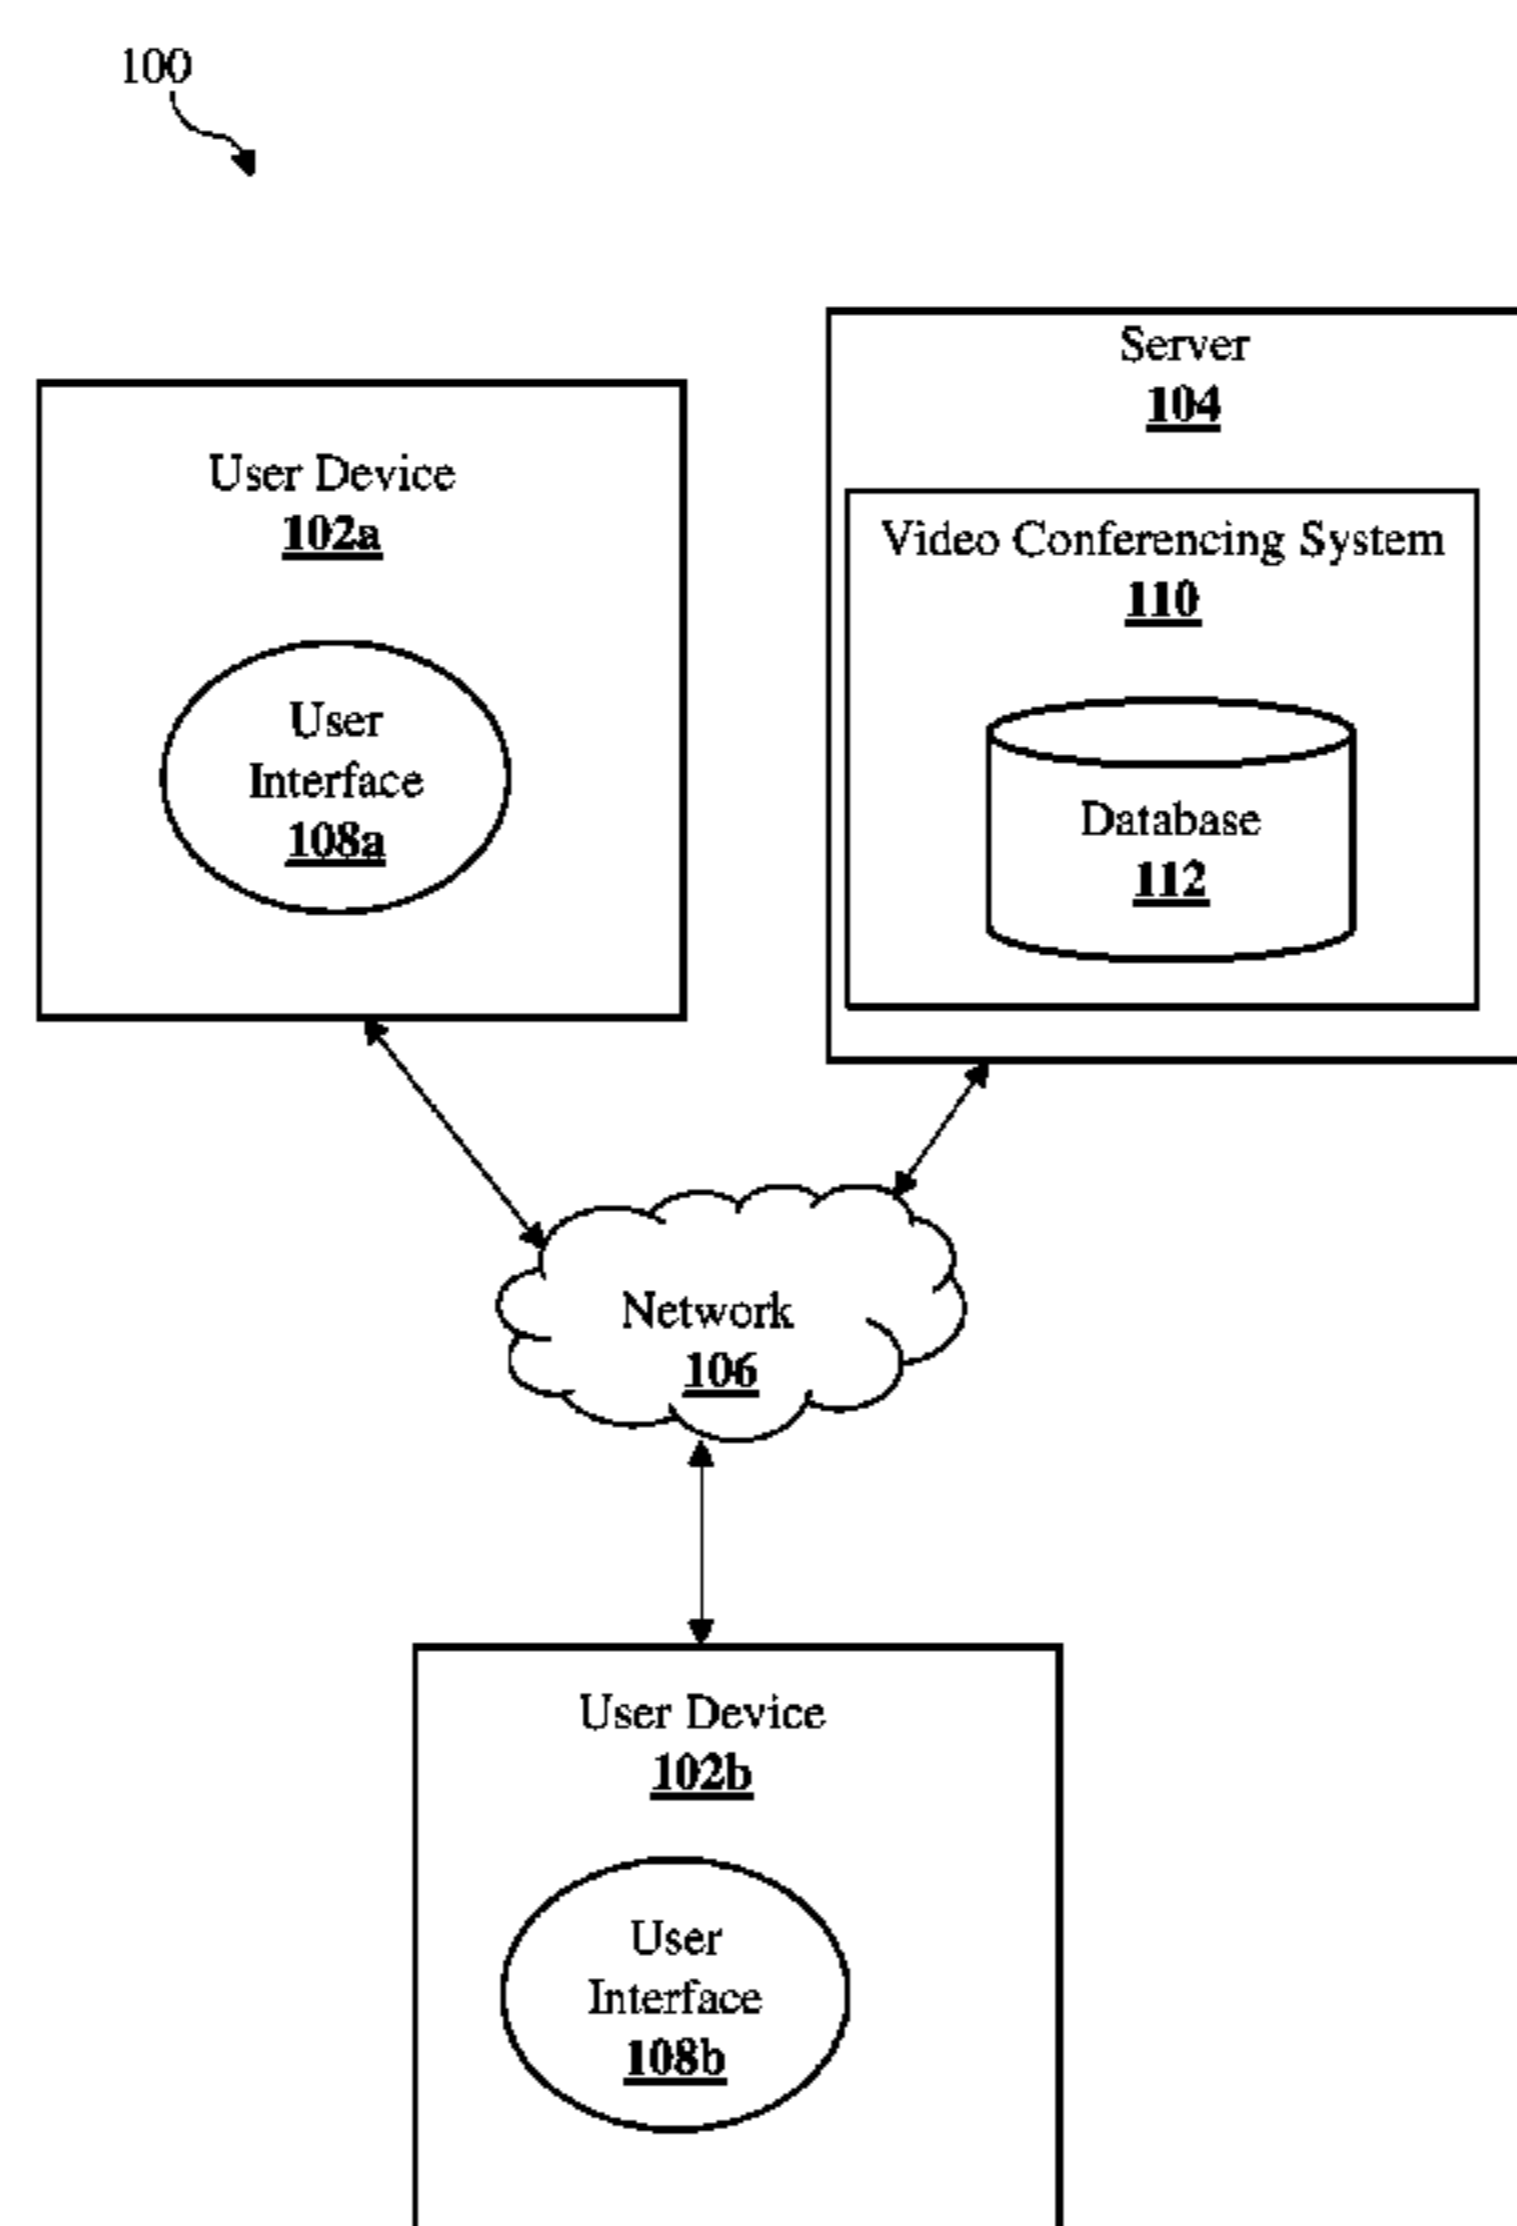 100
Server
104
User Device
102a
Video Conferencing System
110
User
Interface
108a
Database
112
Network
106
User Device
102b
User
Interface
108b